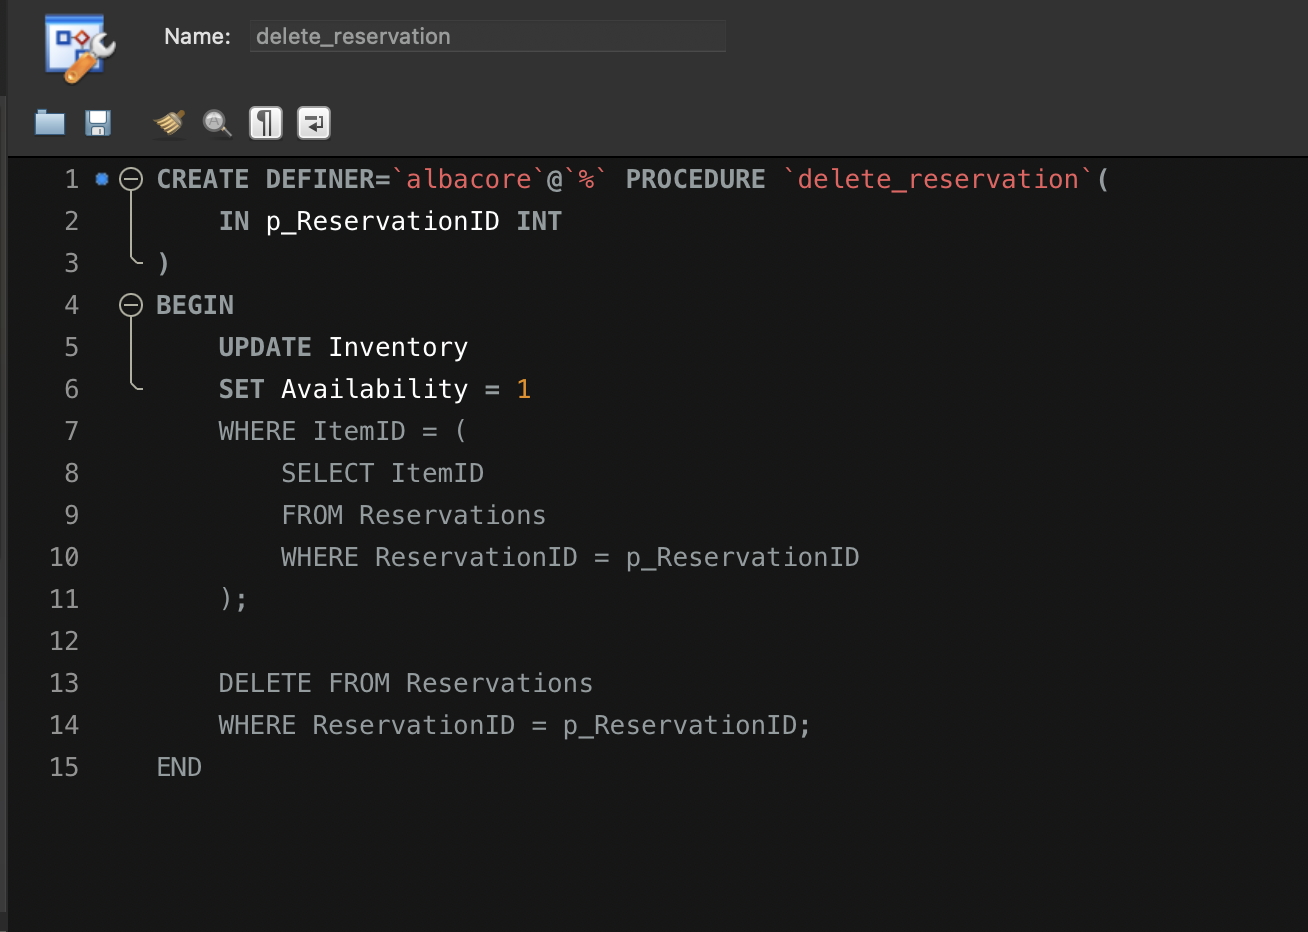 Name: delete_reservation
1 CREATE DEFINER=`albacore`@`%` PROCEDURE `delete_reservation`(
2     IN p_ReservationID INT
3 )
4 BEGIN
5     UPDATE Inventory
6     SET Availability = 1
7     WHERE ItemID = (
8         SELECT ItemID
9         FROM Reservations
10         WHERE ReservationID = p_ReservationID
11     );
12
13     DELETE FROM Reservations
14     WHERE ReservationID = p_ReservationID;
15 END